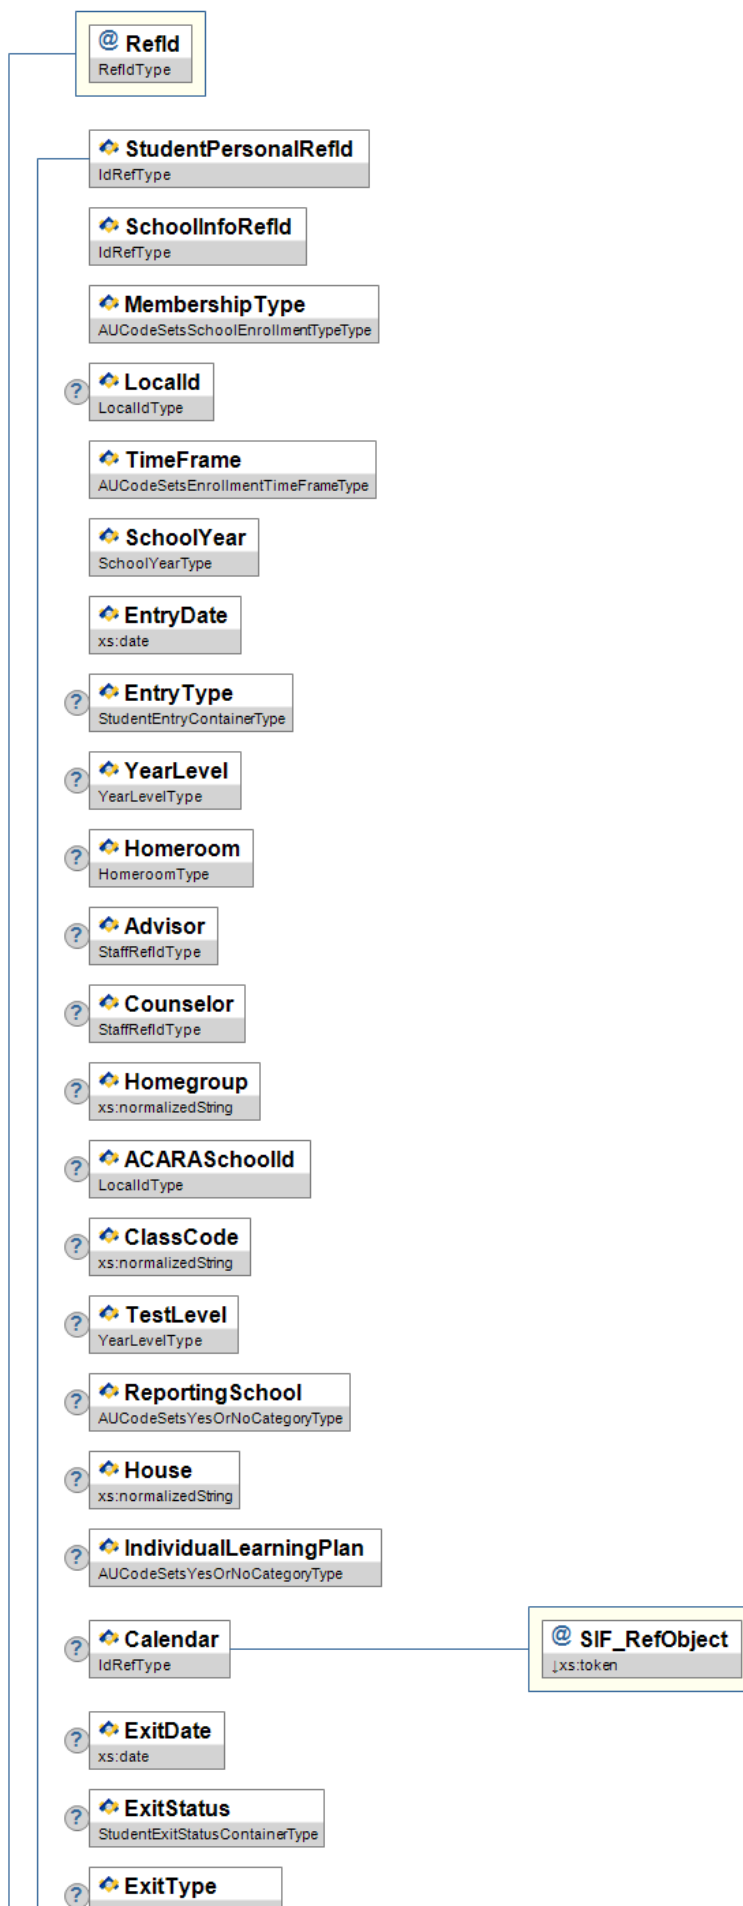 @ RefId
RefIdType
StudentPersonalRefId
IdRefType
SchoolInfoRefId
IdRefType
MembershipType
AUCodeSetsSchoolEnrollmentTypeType
? LocalId
LocalIdType
TimeFrame
AUCodeSetsEnrollmentTimeFrameType
SchoolYear
SchoolYearType
EntryDate
xs:date
? EntryType
StudentEntryContainerType
? YearLevel
YearLevelType
? Homeroom
HomeroomType
? Advisor
StaffRefIdType
? Counselor
StaffRefIdType
? Homegroup
xs:normalizedString
? ACARASchoolId
LocalIdType
? ClassCode
xs:normalizedString
? TestLevel
YearLevelType
? ReportingSchool
AUCodeSetsYesOrNoCategoryType
? House
xs:normalizedString
? IndividualLearningPlan
AUCodeSetsYesOrNoCategoryType
? Calendar
IdRefType
@ SIF_RefObject
↓xs:token
? ExitDate
xs:date
? ExitStatus
StudentExitStatusContainerType
? ExitType